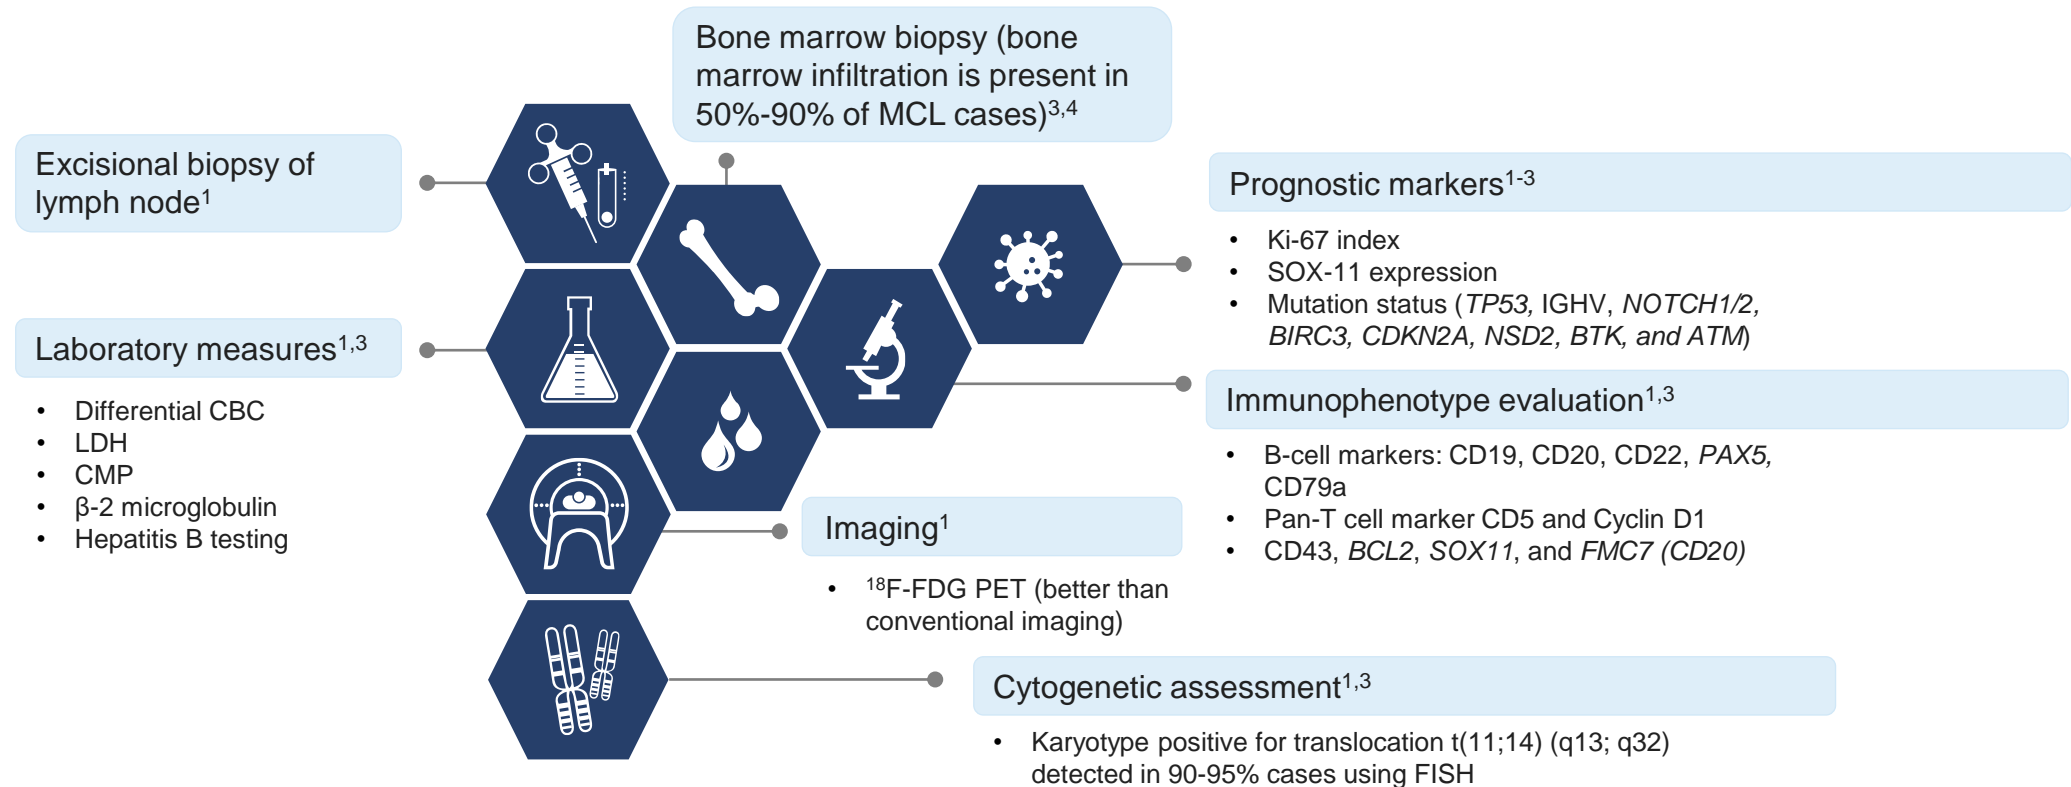 Bone marrow biopsy (bone
marrow infiltration is present in
50%-90% of MCL cases)3,4
Excisional biopsy of
lymph node1
Laboratory measures1,3
• Differential CBC
• LDH
• CMP
• β-2 microglobulin
• Hepatitis B testing
Prognostic markers1-3
• Ki-67 index
• SOX-11 expression
• Mutation status (TP53, IGHV, NOTCH1/2,
BIRC3, CDKN2A, NSD2, BTK, and ATM)
Immunophenotype evaluation1,3
• B-cell markers: CD19, CD20, CD22, PAX5,
CD79a
• Pan-T cell marker CD5 and Cyclin D1
• CD43, BCL2, SOX11, and FMC7 (CD20)
Imaging1
• 18F-FDG PET (better than
conventional imaging)
Cytogenetic assessment1,3
• Karyotype positive for translocation t(11;14) (q13; q32)
detected in 90-95% cases using FISH